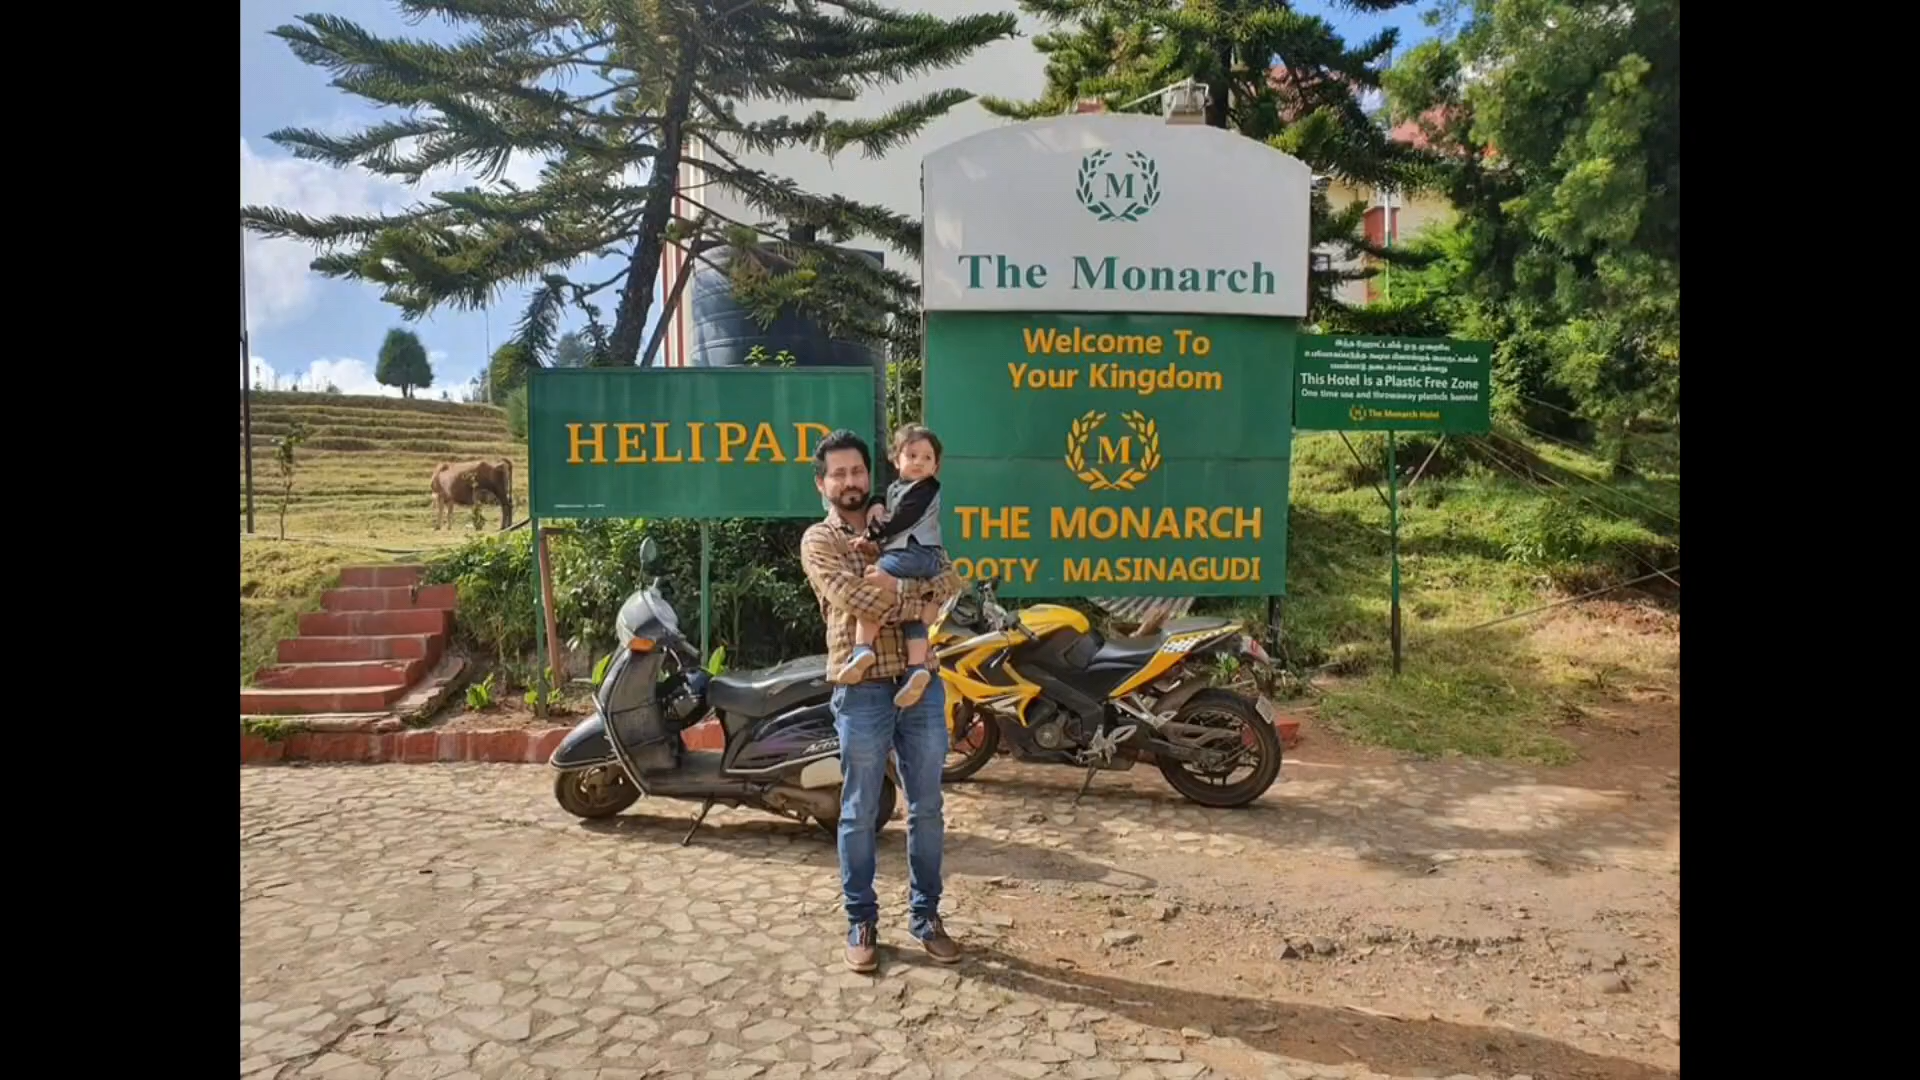 M
The Monarch
Welcome To
Your Kingdom
M
THE MONARCH
OOTY MASINAGUDI
HELIPAD
This Hotel is a Plastic Free Zone
One time use and throwaway plastics banned
M The Monarch Hotel
Activa